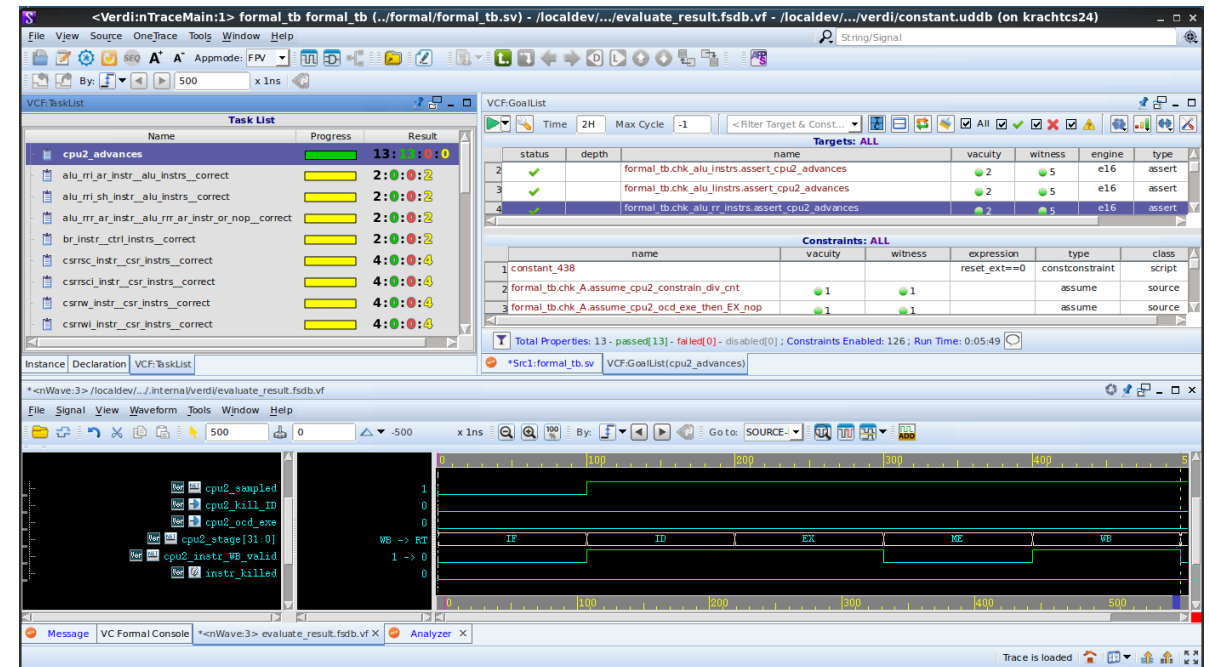 <Verdi:nTraceMain:1> formal_tb formal_tb (../formal/formal_tb.sv) - /localdev/.../evaluate_result.fsdb.vf - /localdev/.../verdi/constant.uddb (on krachtcs24)
File View Source OneTrace Tools Window Help
String/Signal
SEQ A+ A- Appmode: FPV
APPS
By: 500 x 1ns
VCF:TaskList
Task List
Name Progress Result
cpu2_advances 13:13:0:0
alu_rri_ar_instr__alu_instrs__correct 2:0:0:2
alu_rri_sh_instr__alu_instrs__correct 2:0:0:2
alu_rrr_ar_instr__alu_rrr_ar_instr_or_nop__correct 2:0:0:2
br_instr__ctrl_instrs__correct 2:0:0:2
csrrsc_instr__csr_instrs__correct 4:0:0:4
csrrsci_instr__csr_instrs__correct 4:0:0:4
csrrw_instr__csr_instrs__correct 4:0:0:4
csrrwi_instr__csr_instrs__correct 4:0:0:4
Instance Declaration VCF:TaskList
VCF:GoalList
Time 2H Max Cycle -1 <Filter Target & Const... All
Targets: ALL
status depth name vacuity witness engine type
2 formal_tb.chk_alu_instrs.assert_cpu2_advances 2 5 e16 assert
3 formal_tb.chk_alu_linstrs.assert_cpu2_advances 2 5 e16 assert
4 formal_tb.chk_alu_rr_instrs.assert_cpu2_advances 2 5 e16 assert
Constraints: ALL
name vacuity witness expression type class
1 constant_438 reset_ext==0 constconstraint script
2 formal_tb.chk_A.assume_cpu2_constrain_div_cnt 1 1 assume source
3 formal_tb.chk_A.assume_cpu2_ocd_exe_then_EX_nop 1 1 assume source
Total Properties: 13 - passed[13] - failed[0] - disabled[0] ; Constraints Enabled: 126 ; Run Time: 0:05:49
*Src1:formal_tb.sv VCF:GoalList(cpu2_advances)
*<nWave:3> /localdev/.../.internal/verdi/evaluate_result.fsdb.vf
File Signal View Waveform Tools Window Help
500 0 -500 x 1ns 100 % By: Go to: SOURCE- ADD
0 100 200 300 400 5
cpu2_sampled 1
cpu2_kill_ID 0
cpu2_ocd_exe 0
cpu2_stage[31:0] WB -> RT IF ID EX ME WB
cpu2_instr_WB_valid 1 -> 0
instr_killed 0
0 100 200 300 400 500
Message VC Formal Console *<nWave:3> evaluate_result.fsdb.vf X Analyzer X
Trace is loaded